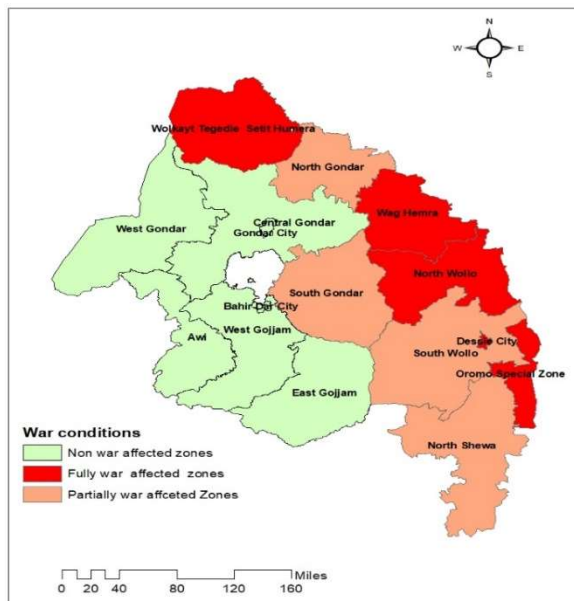 N
W E
S
Wolkayt Tegedie Setit Humera
North Gondar
Wag Hemra
West Gondar
Central Gondar
Gondar City
North Wollo
South Gondar
Bahir Dar City
West Gojjam
Awi
Dessie City
South Wollo
Oromo Special Zone
East Gojjam
North Shewa
War conditions
Non war affected zones
Fully war affected zones
Partially war affceted Zones
Miles
0 20 40 80 120 160